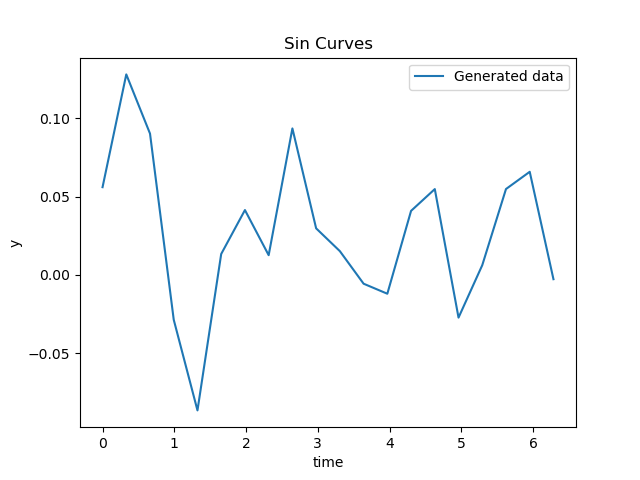 Sin Curves
Generated data
0.10
0.05
0.00
−0.05
y
0 1 2 3 4 5 6
time